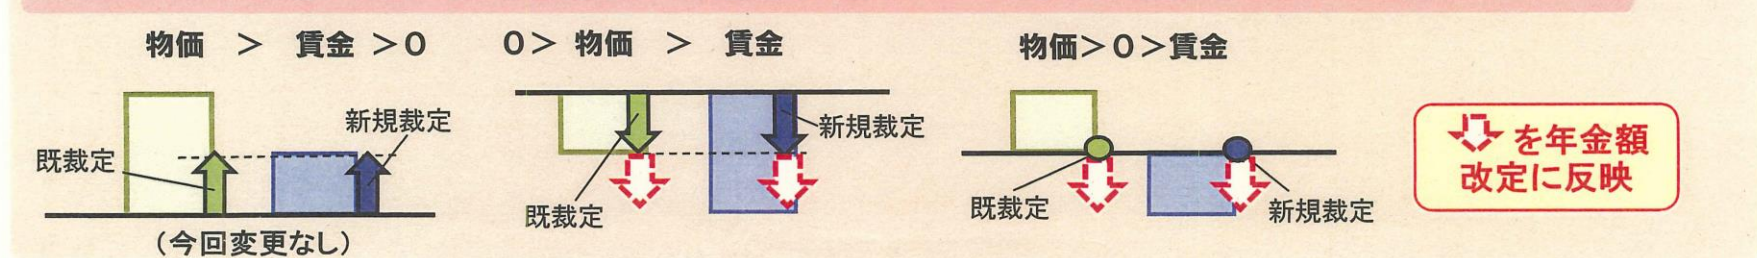 物価 > 賃金 >0
既裁定
新規裁定
(今回変更なし)
0> 物価 > 賃金
既裁定
新規裁定
物価>0>賃金
既裁定
新規裁定
を年金額
改定に反映